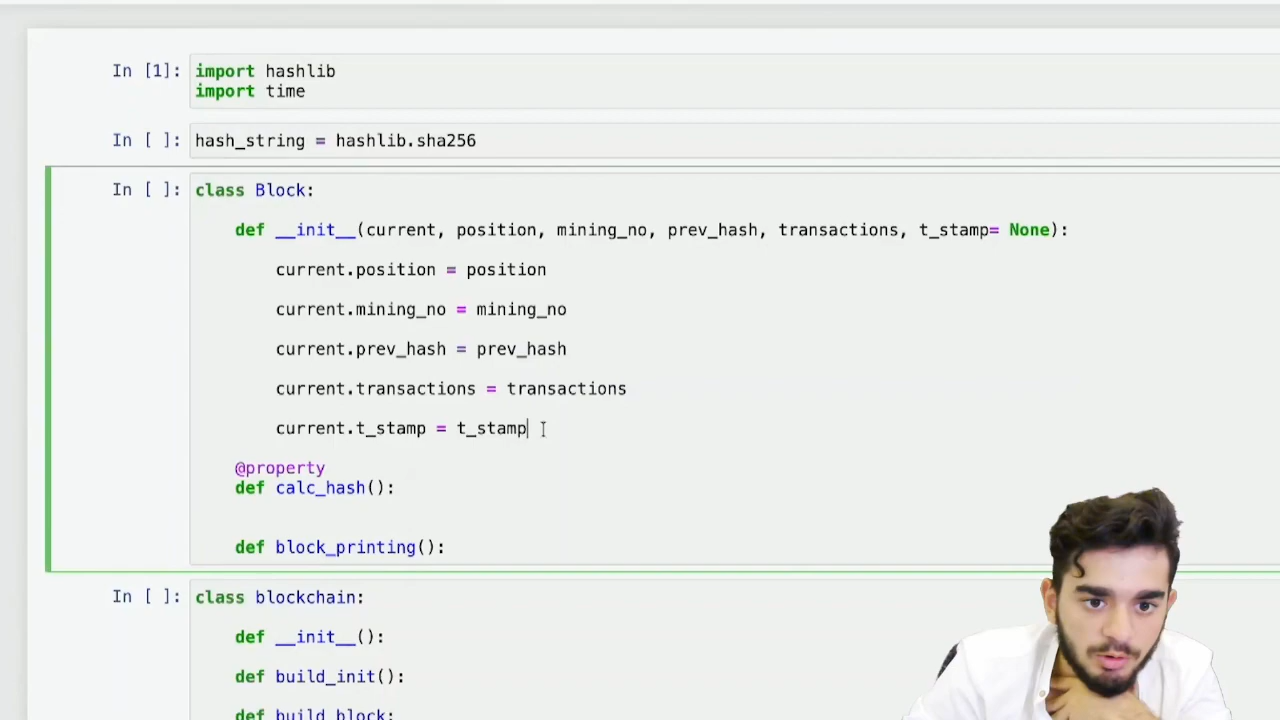 In [1]: import hashlib
import time
In [ ]: hash_string = hashlib.sha256
In [ ]: class Block:
def __init__(current, position, mining_no, prev_hash, transactions, t_stamp= None):
current.position = position
current.mining_no = mining_no
current.prev_hash = prev_hash
current.transactions = transactions
current.t_stamp = t_stamp
@property
def calc_hash():
def block_printing():
In [ ]: class blockchain:
def __init__():
def build_init():
def build_block: